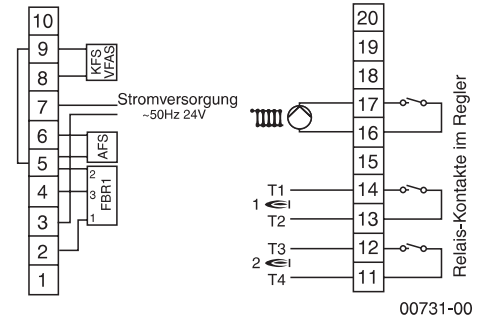 10
9
8
7
6
5
4
3
2
1
KFS
VFAS
Stromversorgung
~50Hz 24V
AFS
2
3
1
FBR1
20
19
18
17
16
15
14
13
12
11
T1
1
T2
T3
2
T4
Relais-Kontakte im Regler
00731-00